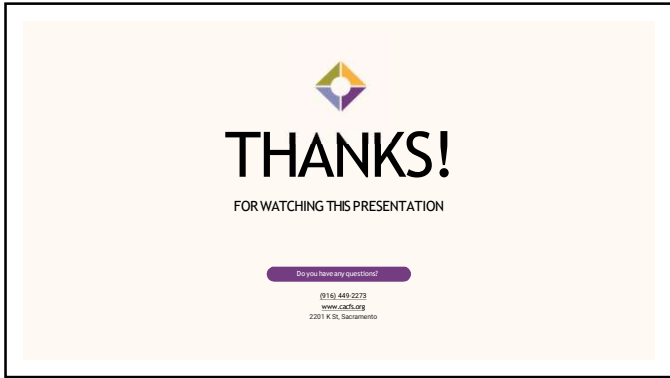 THANKS!
FOR WATCHING THIS PRESENTATION
Do you have any questions?
(916) 449-2273
www.cacfs.org
2201 K St, Sacramento